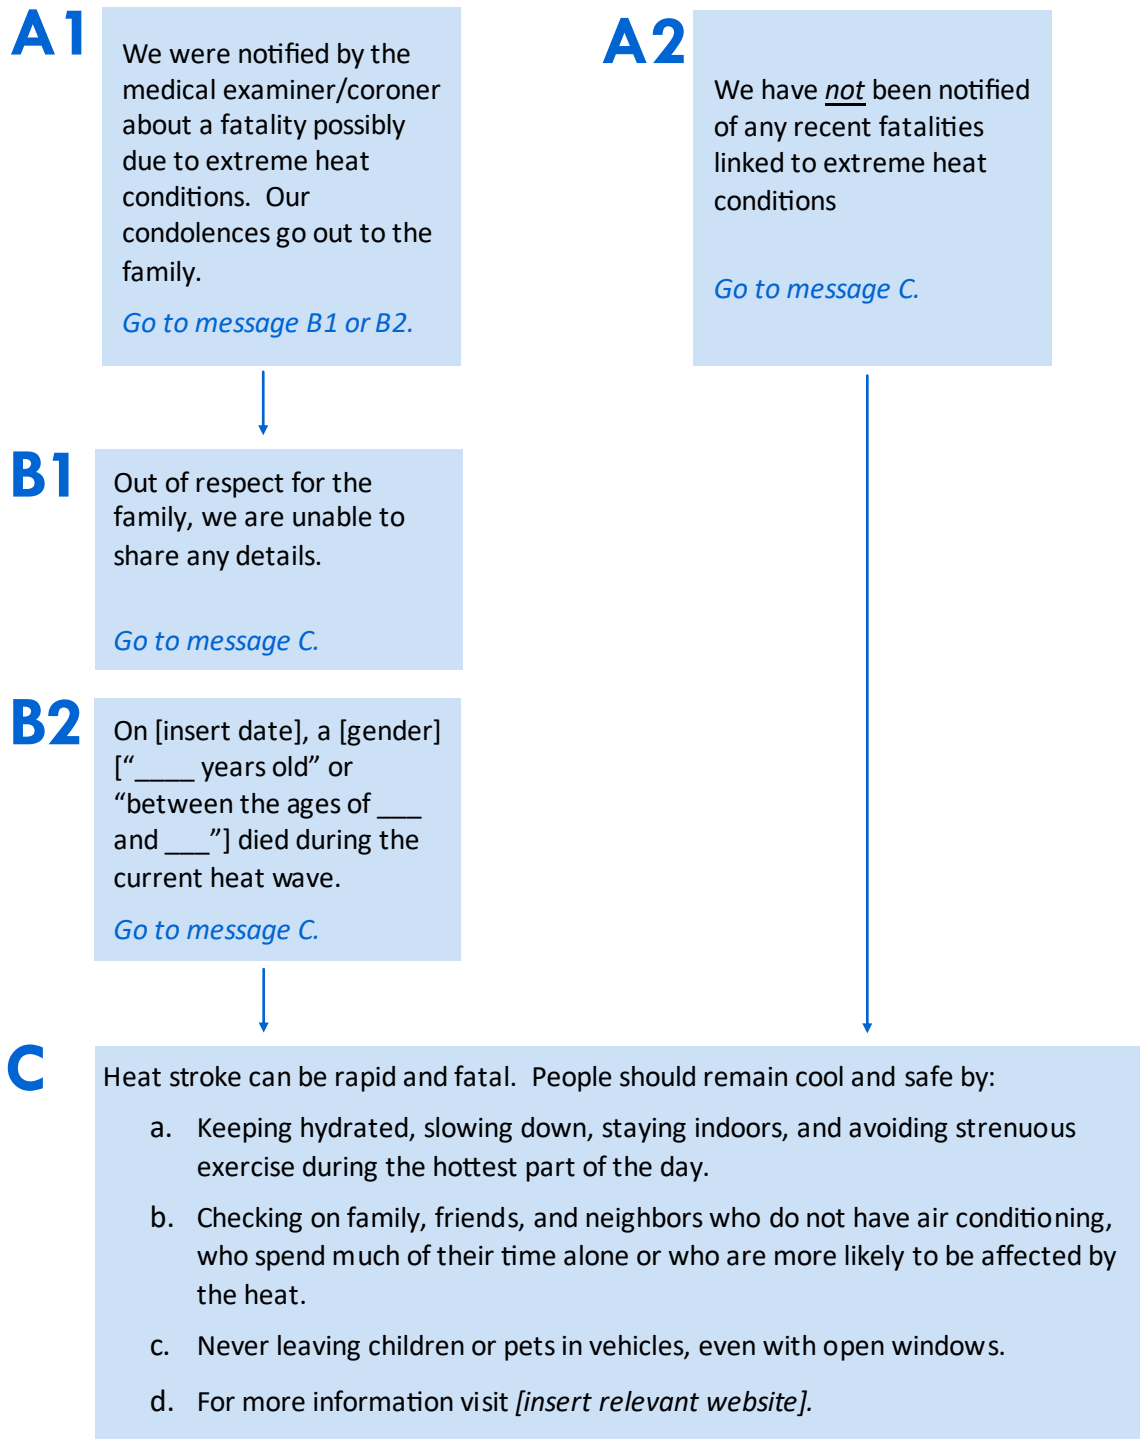 A1
We were notified by the
medical examiner/coroner
about a fatality possibly
due to extreme heat
conditions.  Our
condolences go out to the
family.
Go to message B1 or B2.
A2
We have not been notified
of any recent fatalities
linked to extreme heat
conditions
Go to message C.
B1
Out of respect for the
family, we are unable to
share any details.
Go to message C.
B2
On [insert date], a [gender]
[“____ years old” or
“between the ages of ___
and ___”] died during the
current heat wave.
Go to message C.
C
Heat stroke can be rapid and fatal.  People should remain cool and safe by:
a. Keeping hydrated, slowing down, staying indoors, and avoiding strenuous
exercise during the hottest part of the day.
b. Checking on family, friends, and neighbors who do not have air conditioning,
who spend much of their time alone or who are more likely to be affected by
the heat.
c. Never leaving children or pets in vehicles, even with open windows.
d. For more information visit [insert relevant website].